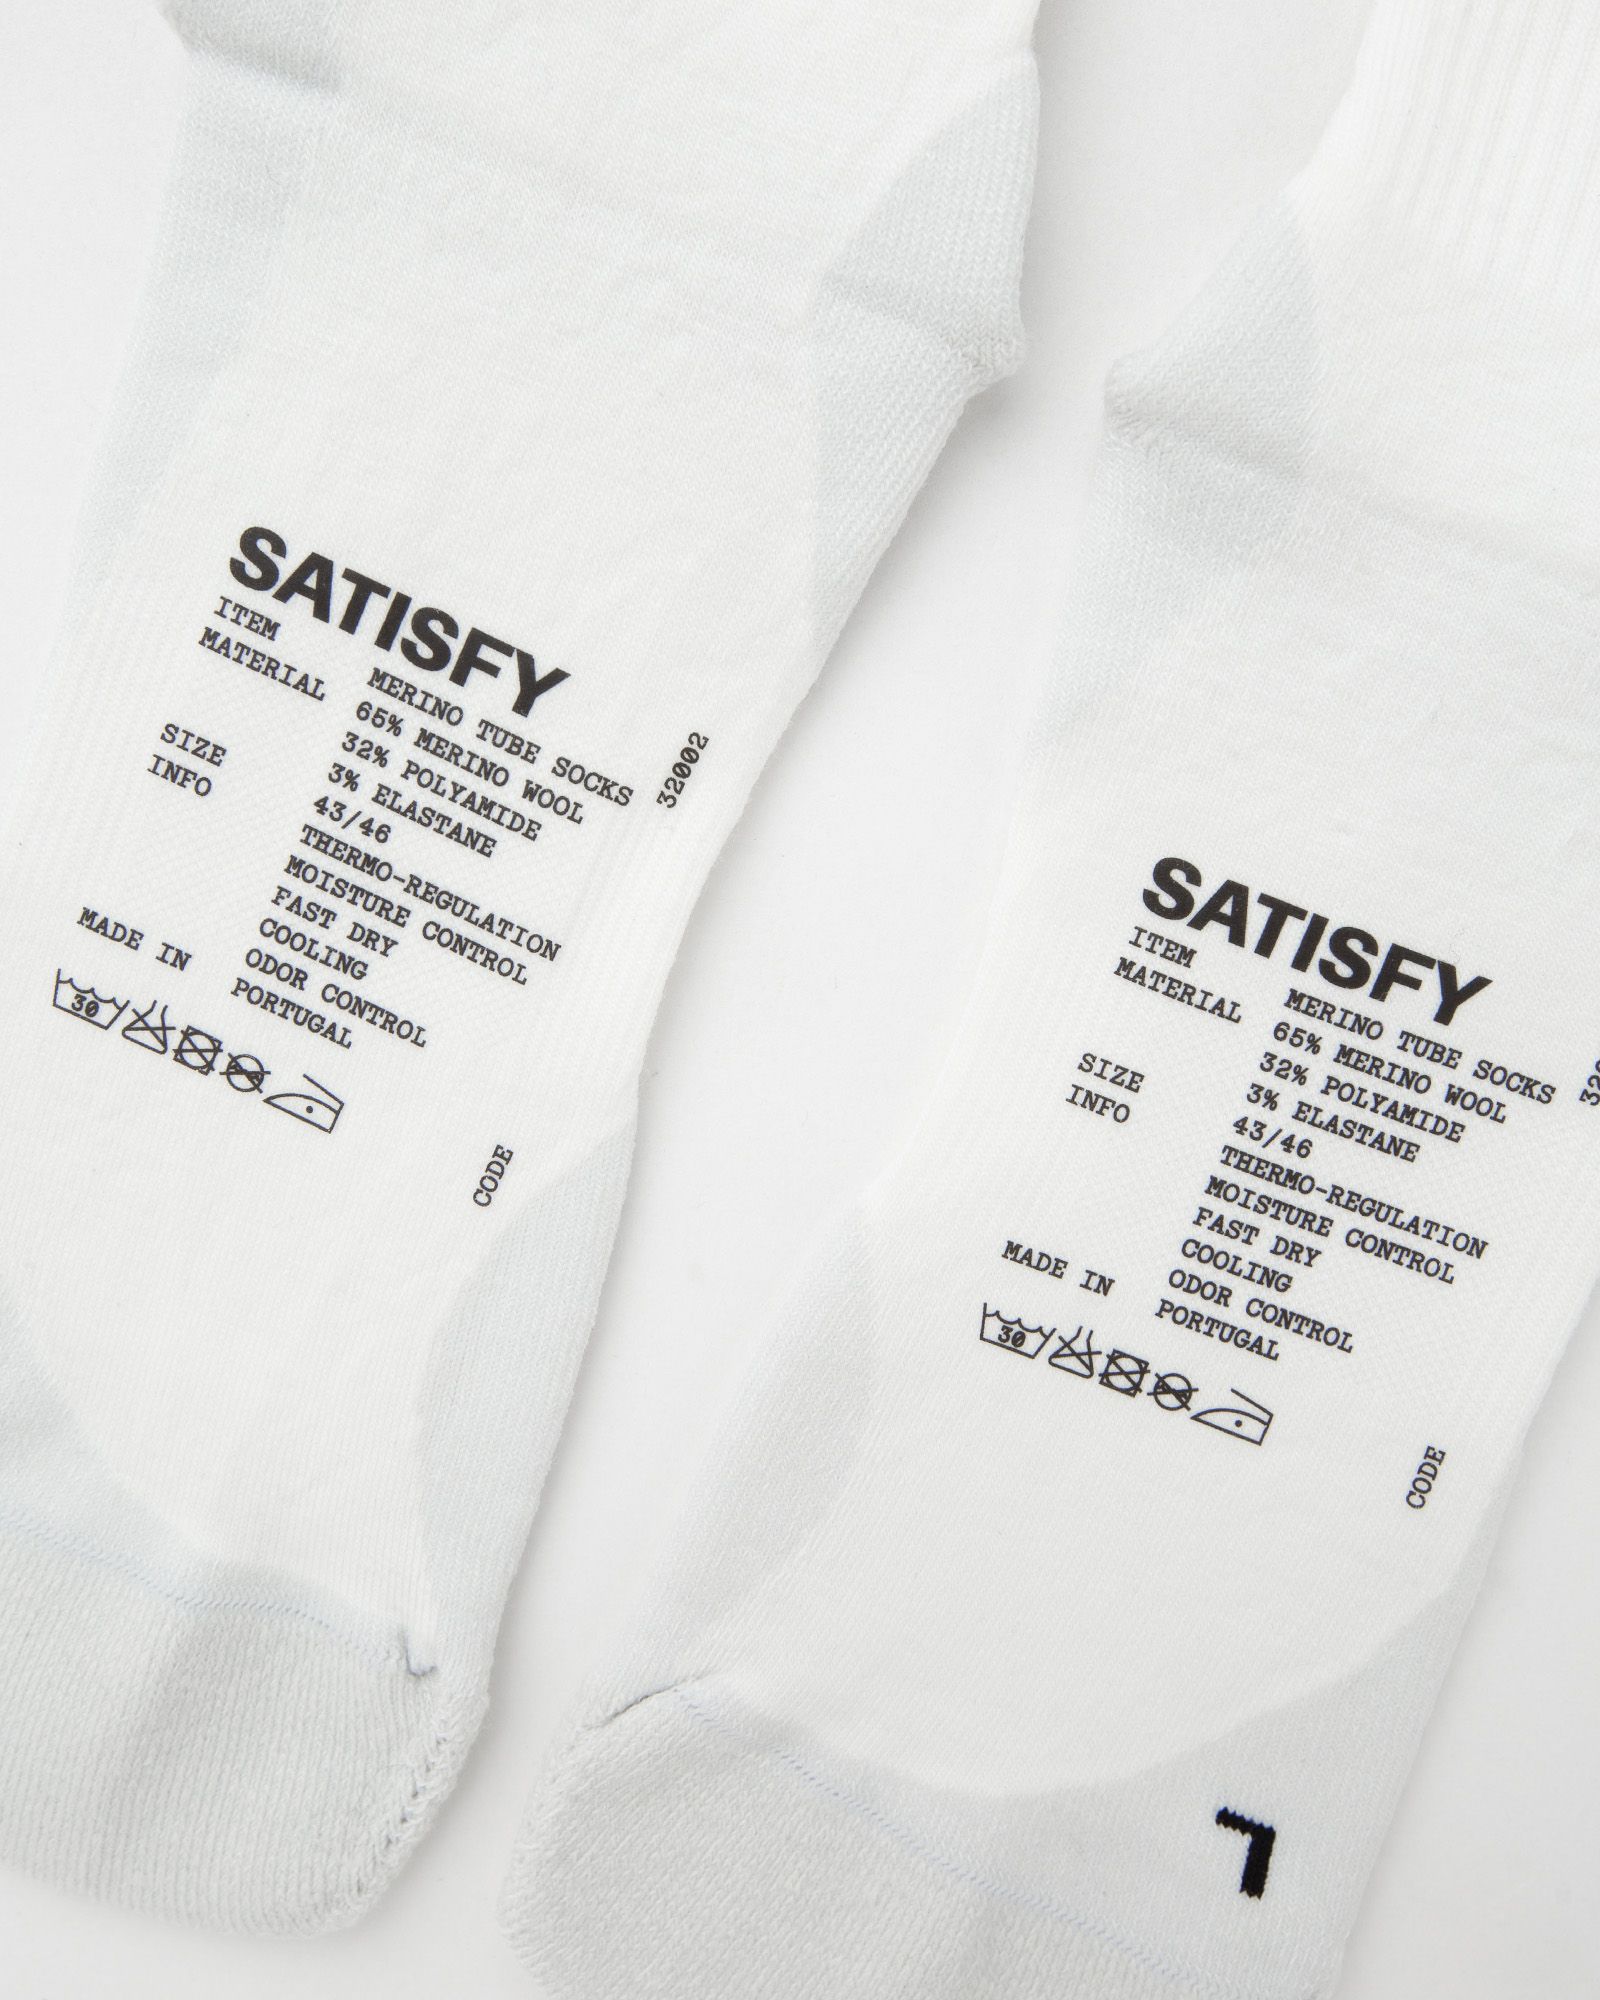 SATISFY
ITEM MERINO TUBE SOCKS
MATERIAL 65% MERINO WOOL
32% POLYAMIDE
3% ELASTANE
SIZE 43/46
INFO THERMO-REGULATION
MOISTURE CONTROL
FAST DRY
COOLING
ODOR CONTROL
MADE IN PORTUGAL
30
CODE 32002
SATISFY
ITEM MERINO TUBE SOCKS
MATERIAL 65% MERINO WOOL
32% POLYAMIDE
3% ELASTANE
SIZE 43/46
INFO THERMO-REGULATION
MOISTURE CONTROL
FAST DRY
COOLING
ODOR CONTROL
MADE IN PORTUGAL
30
CODE
L